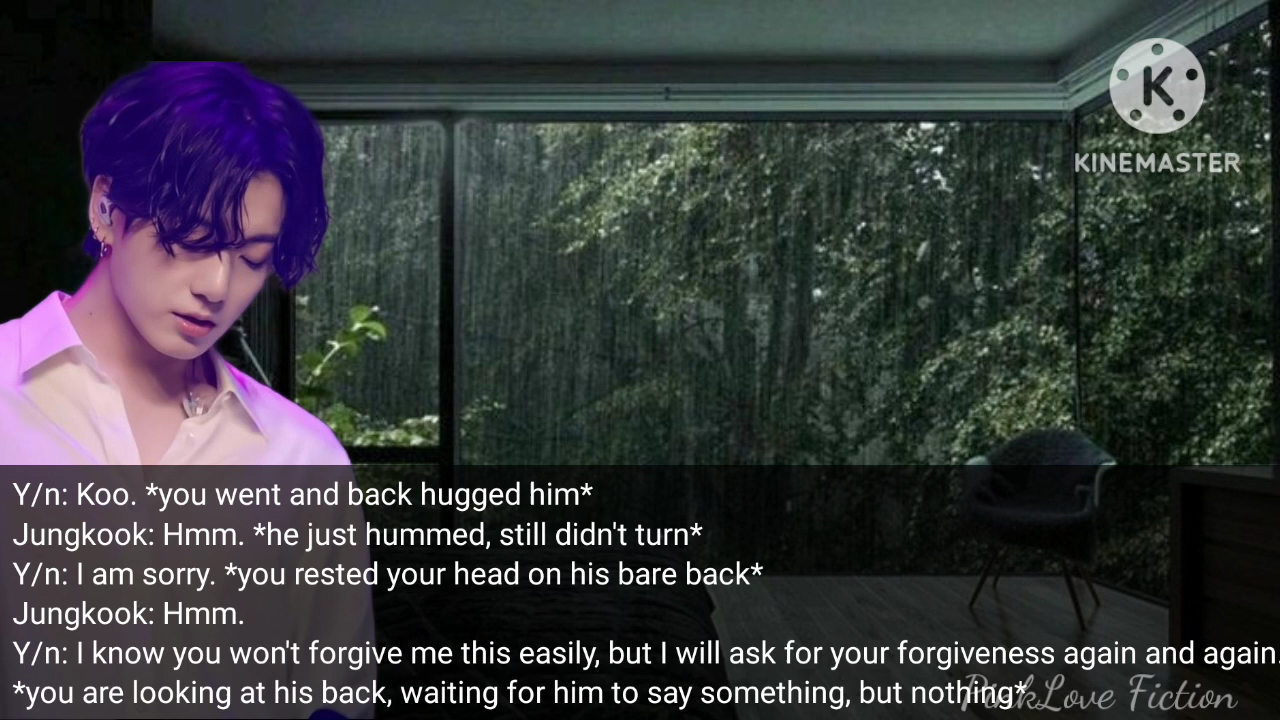 KINEMASTER
Y/n: Koo. *you went and back hugged him*
Jungkook: Hmm. *he just hummed, still didn't turn*
Y/n: I am sorry. *you rested your head on his bare back*
Jungkook: Hmm.
Y/n: I know you won't forgive me this easily, but I will ask for your forgiveness again and again.
*you are looking at his back, waiting for him to say something, but nothing*
PinkLove Fiction